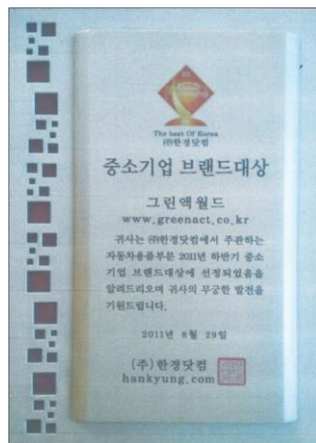 The best Of Korea
(주)한경닷컴
중소기업 브랜드대상
그린액월드
www.greenact.co.kr
귀사는 (주)한경닷컴에서 주관하는
자동차용품부문 2011년 하반기 중소
기업 브랜드대상에 선정되었음을
알려드리오며 귀사의 무궁한 발전을
기원드립니다.
2011년 8월 29일
(주)한경닷컴
hankyung.com